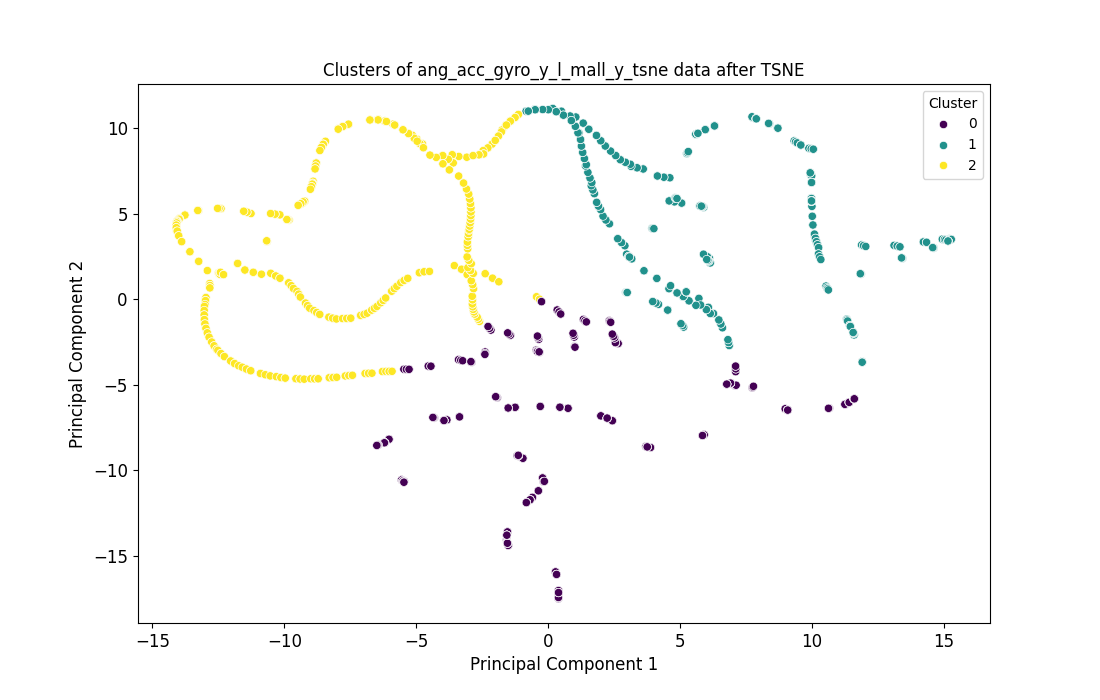 Clusters of ang_acc_gyro_y_l_mall_y_tsne data after TSNE
Cluster
0
1
2
10
5
0
−5
−10
−15
Principal Component 2
−15 −10 −5 0 5 10 15
Principal Component 1